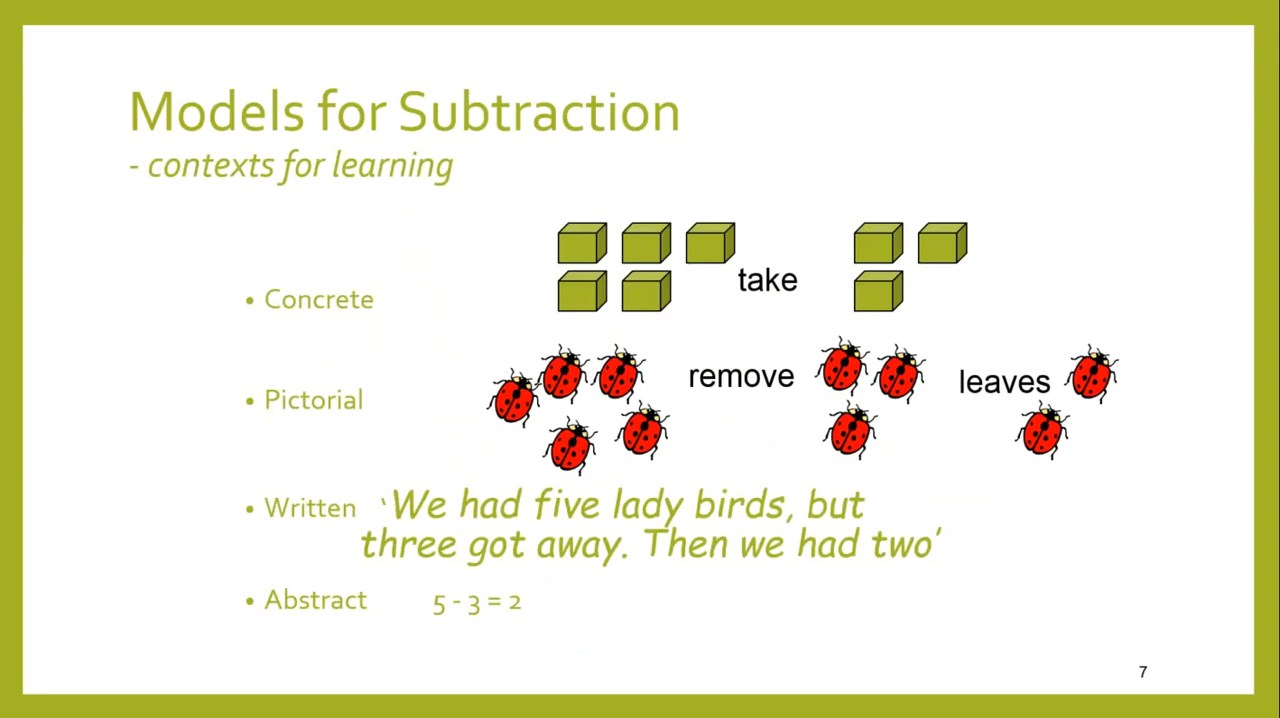 Models for Subtraction
- contexts for learning
• Concrete
take
• Pictorial
remove
leaves
• Written ‘We had five lady birds, but
three got away. Then we had two’
• Abstract 5 - 3 = 2
7